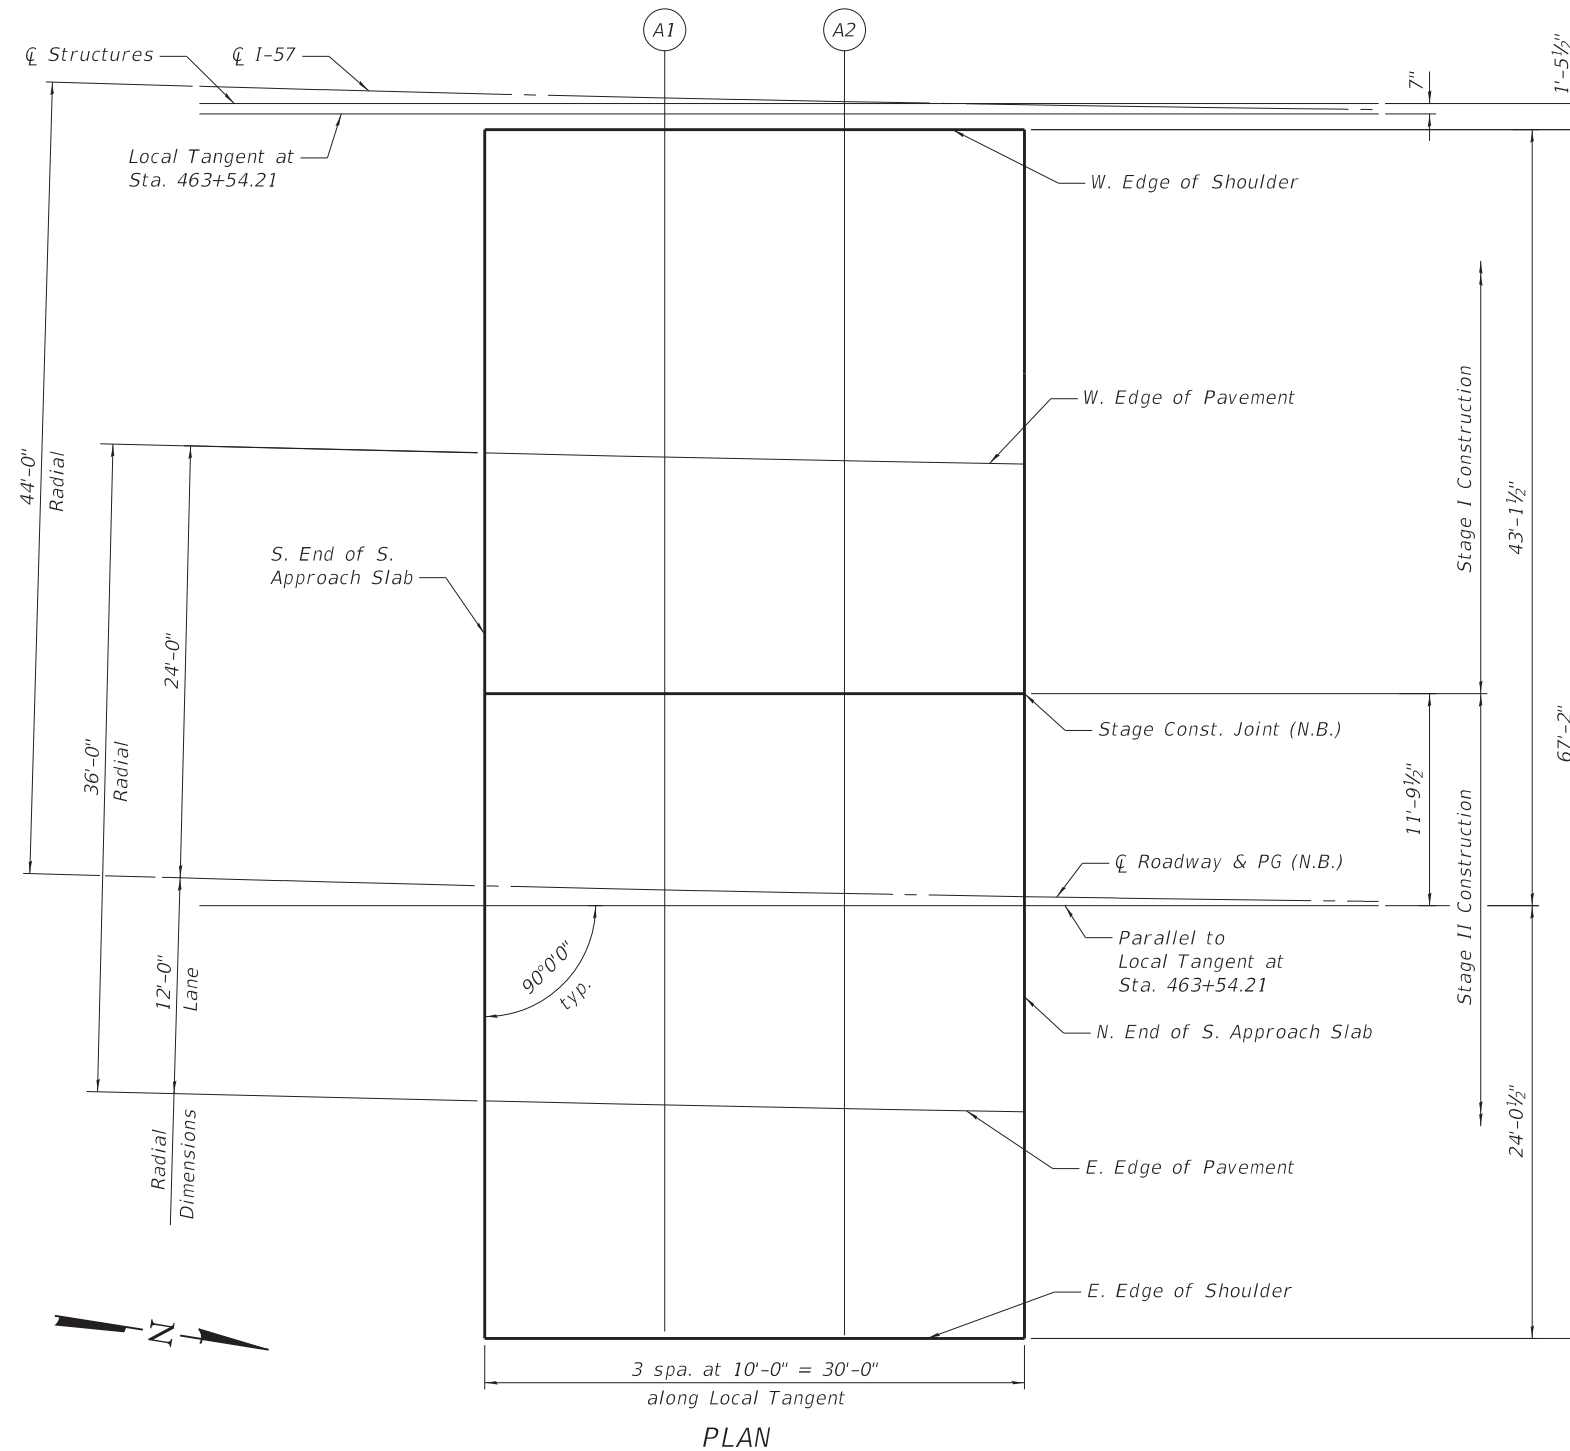 A1
A2
℄ Structures
℄ I-57
7"
1'-5½"
Local Tangent at
Sta. 463+54.21
W. Edge of Shoulder
W. Edge of Pavement
44'-0"
Radial
Stage I Construction
43'-1½"
S. End of S.
Approach Slab
24'-0"
36'-0"
Radial
Stage Const. Joint (N.B.)
67'-2"
11'-9½"
℄ Roadway & PG (N.B.)
Stage II Construction
Parallel to
Local Tangent at
Sta. 463+54.21
90°0'0"
typ.
12'-0"
Lane
N. End of S. Approach Slab
24'-0½"
Radial
Dimensions
E. Edge of Pavement
E. Edge of Shoulder
N
3 spa. at 10'-0" = 30'-0"
along Local Tangent
PLAN